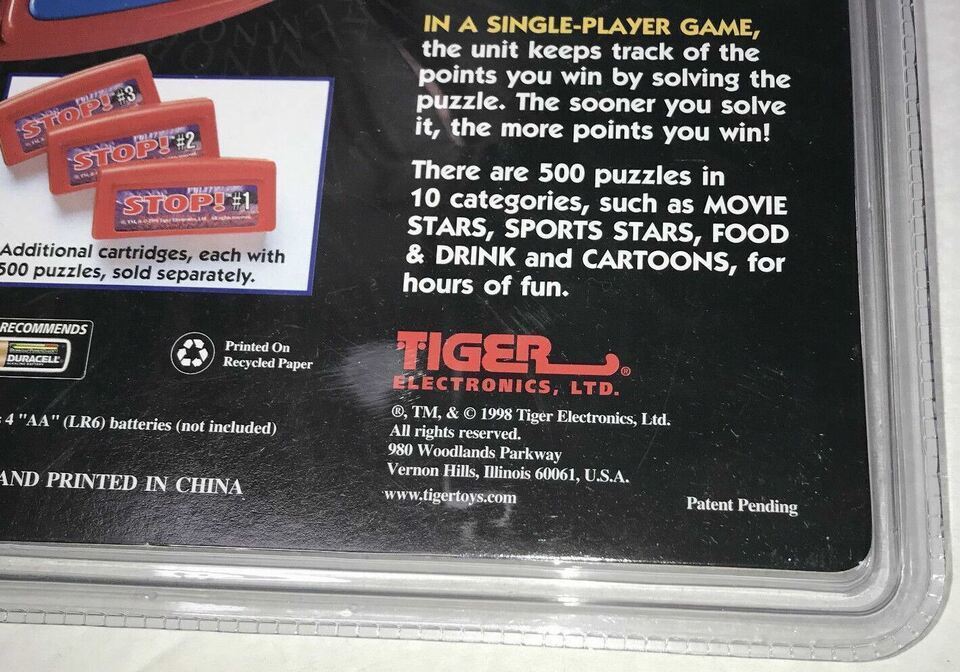 IN A SINGLE-PLAYER GAME,
the unit keeps track of the
points you win by solving the
puzzle. The sooner you solve
it, the more points you win!
There are 500 puzzles in
10 categories, such as MOVIE
STARS, SPORTS STARS, FOOD
& DRINK and CARTOONS, for
hours of fun.
STOP! #3
STOP! #2
STOP!™ #1
Additional cartridges, each with
500 puzzles, sold separately.
RECOMMENDS
DURACELL
Printed On
Recycled Paper
4 "AA" (LR6) batteries (not included)
AND PRINTED IN CHINA
TIGER®
ELECTRONICS, LTD.
®, TM, & © 1998 Tiger Electronics, Ltd.
All rights reserved.
980 Woodlands Parkway
Vernon Hills, Illinois 60061, U.S.A.
www.tigertoys.com
Patent Pending